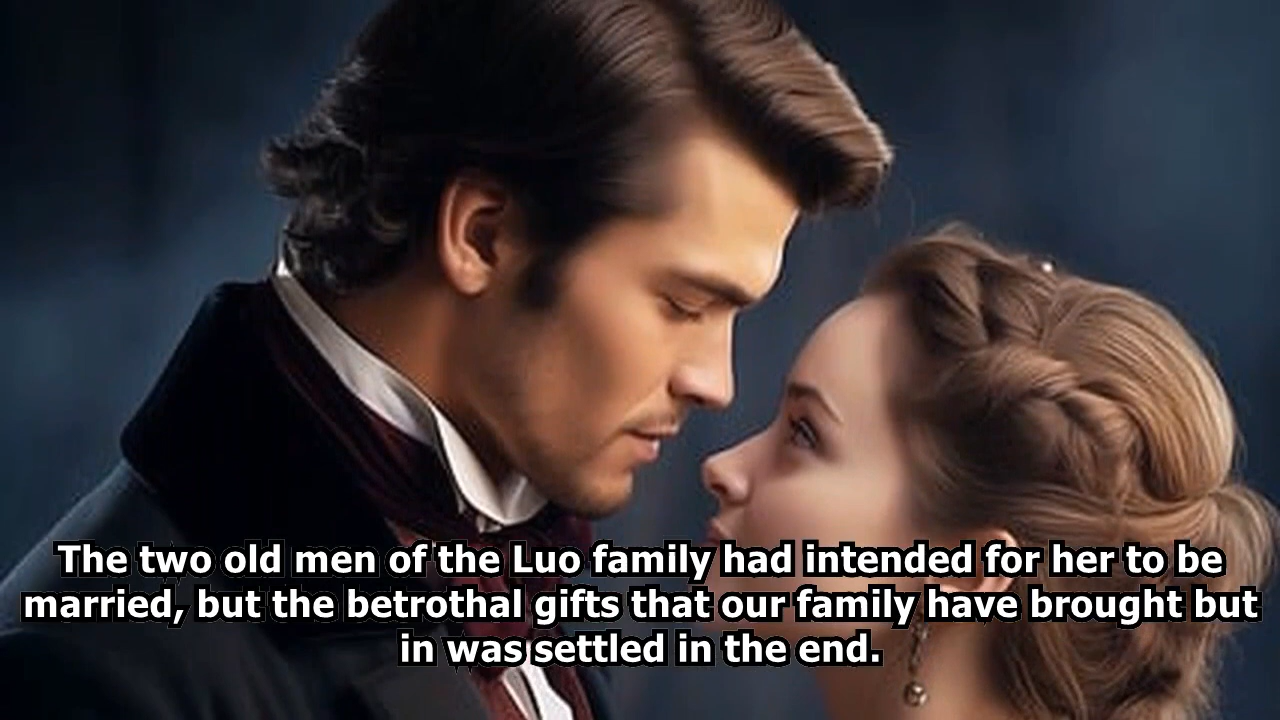 The two old men of the Luo family had intended for her to be
married, but the betrothal gifts that our family have brought but
in was settled in the end.